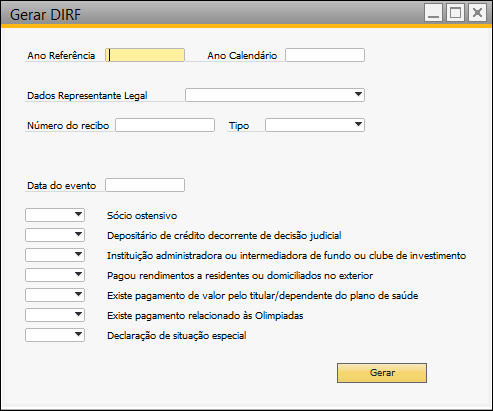 Gerar DIRF
Ano Referência Ano Calendário
Dados Representante Legal
Número do recibo Tipo
Data do evento
Sócio ostensivo
Depositário de crédito decorrente de decisão judicial
Instituição administradora ou intermediadora de fundo ou clube de investimento
Pagou rendimentos a residentes ou domiciliados no exterior
Existe pagamento de valor pelo titular/dependente do plano de saúde
Existe pagamento relacionado às Olimpiadas
Declaração de situação especial
Gerar